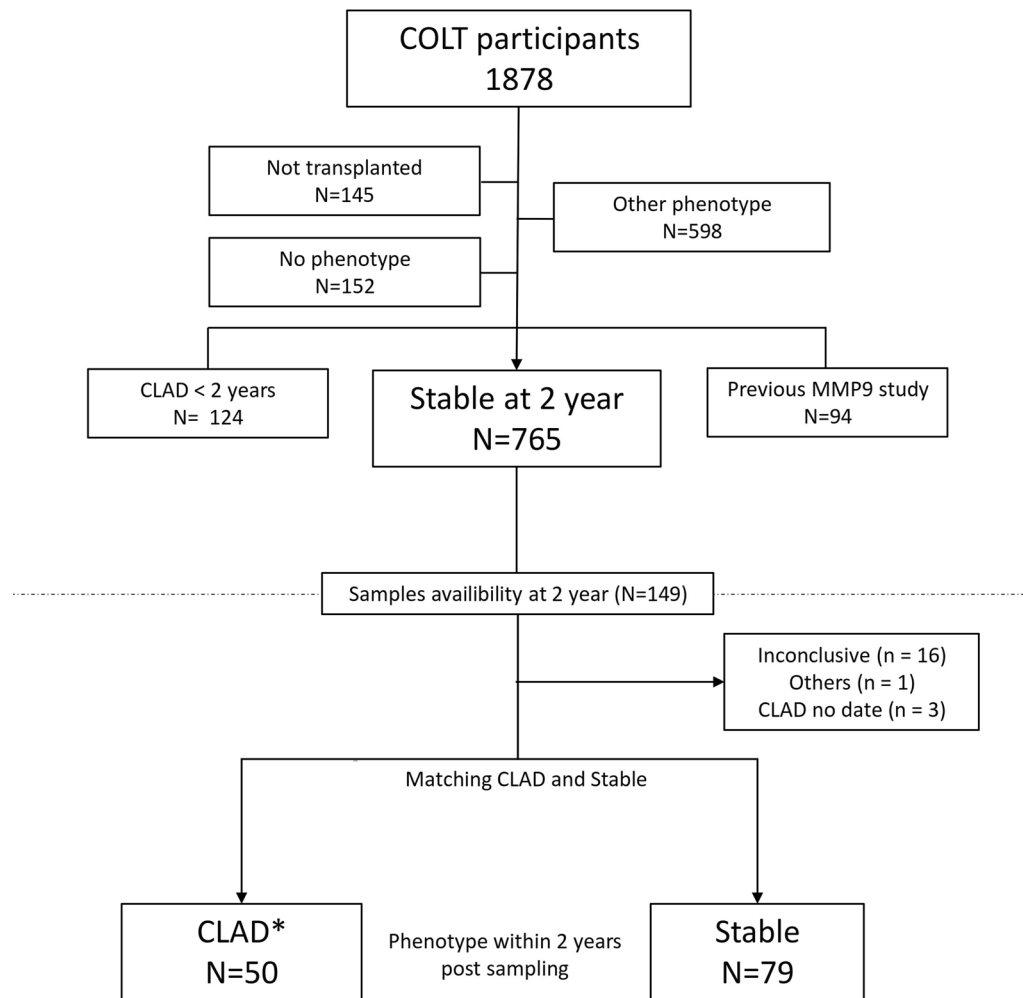 COLT participants
1878
Not transplanted
N=145
Other phenotype
N=598
No phenotype
N=152
CLAD < 2 years
N= 124
Stable at 2 year
N=765
Previous MMP9 study
N=94
Samples availibility at 2 year (N=149)
Inconclusive (n = 16)
Others (n = 1)
CLAD no date (n = 3)
Matching CLAD and Stable
CLAD*
N=50
Phenotype within 2 years
post sampling
Stable
N=79